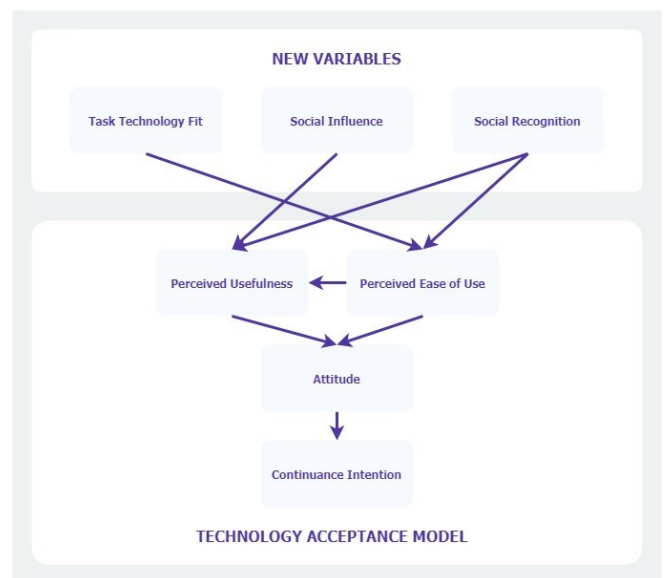 NEW VARIABLES
Task Technology Fit
Social Influence
Social Recognition
Perceived Usefulness
Perceived Ease of Use
Attitude
Continuance Intention
TECHNOLOGY ACCEPTANCE MODEL